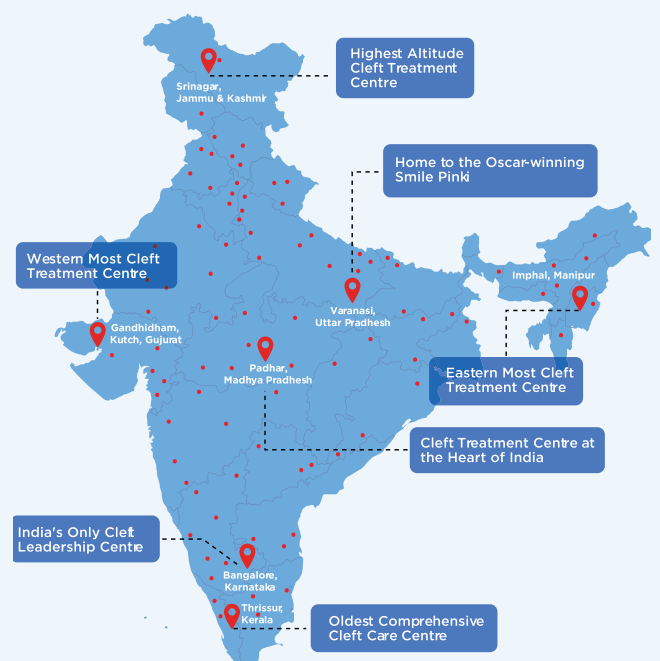 Highest Altitude
Cleft Treatment
Centre
Srinagar,
Jammu & Kashmir
Home to the Oscar-winning
Smile Pinki
Western Most Cleft
Treatment Centre
Imphal, Manipur
Varanasi,
Uttar Pradhesh
Gandhidham,
Kutch, Gujurat
Padhar,
Madhya Pradhesh
Eastern Most Cleft
Treatment Centre
Cleft Treatment Centre at
the Heart of India
India's Only Cleft
Leadership Centre
Bangalore,
Karnataka
Thrissur,
Kerala
Oldest Comprehensive
Cleft Care Centre